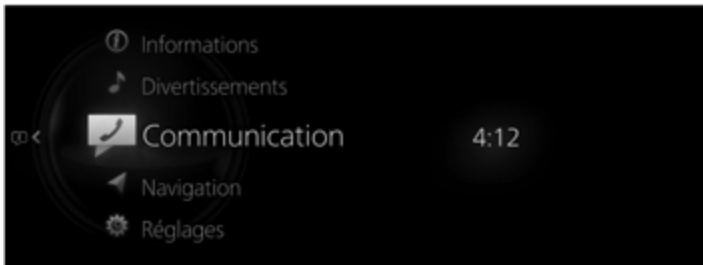 Informations
Divertissements
Communication
4:12
Navigation
Réglages